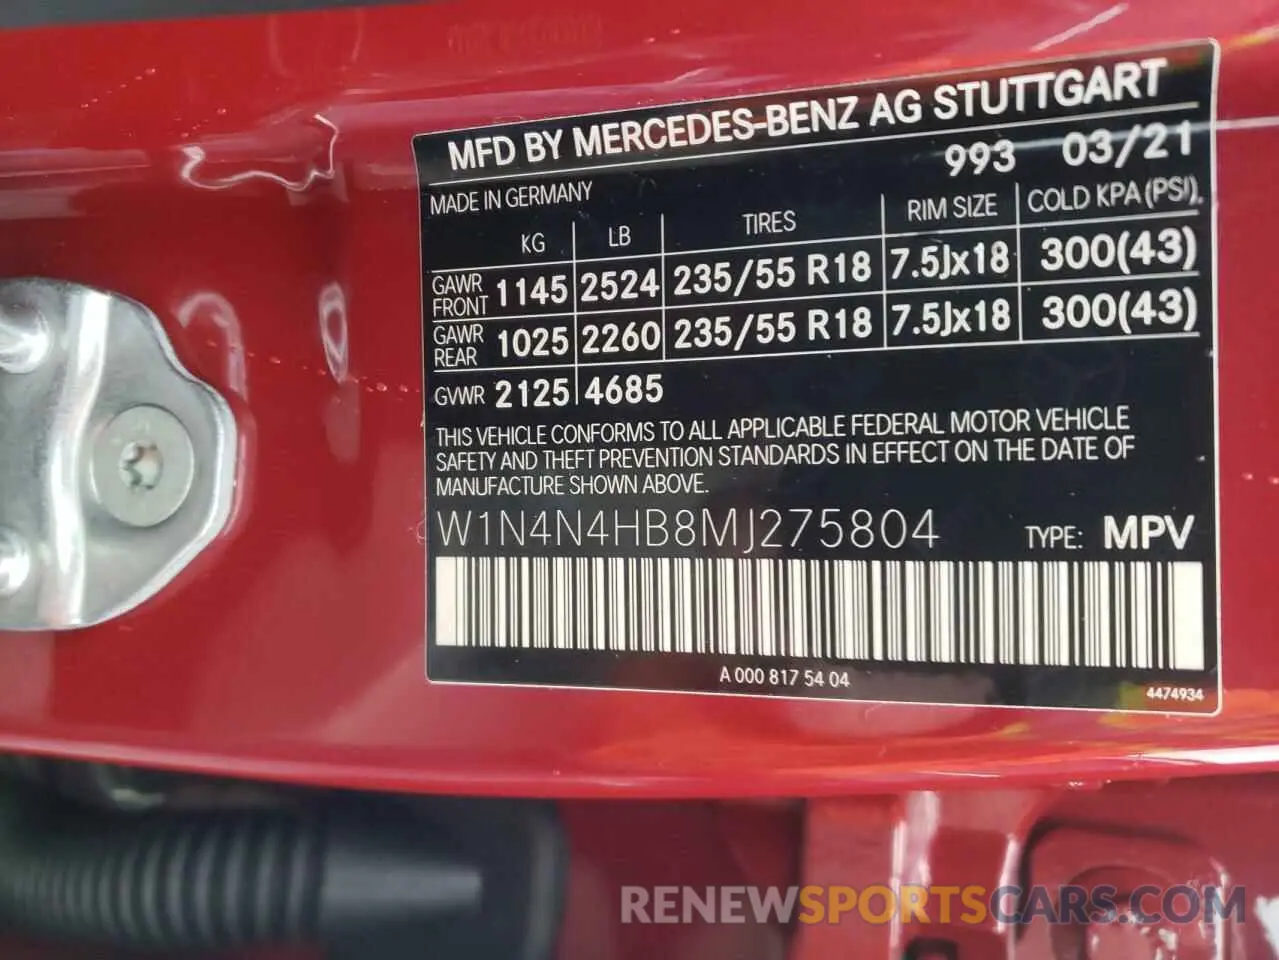 MFD BY MERCEDES-BENZ AG STUTTGART
993 03/21
MADE IN GERMANY
KG LB TIRES RIM SIZE COLD KPA (PSI)
GAWR FRONT 1145 2524 235/55 R18 7.5Jx18 300(43)
GAWR REAR 1025 2260 235/55 R18 7.5Jx18 300(43)
GVWR 2125 4685
THIS VEHICLE CONFORMS TO ALL APPLICABLE FEDERAL MOTOR VEHICLE
SAFETY AND THEFT PREVENTION STANDARDS IN EFFECT ON THE DATE OF
MANUFACTURE SHOWN ABOVE.
W1N4N4HB8MJ275804 TYPE: MPV
A 000 817 54 04
4474934
RENEWSPORTSCARS.COM